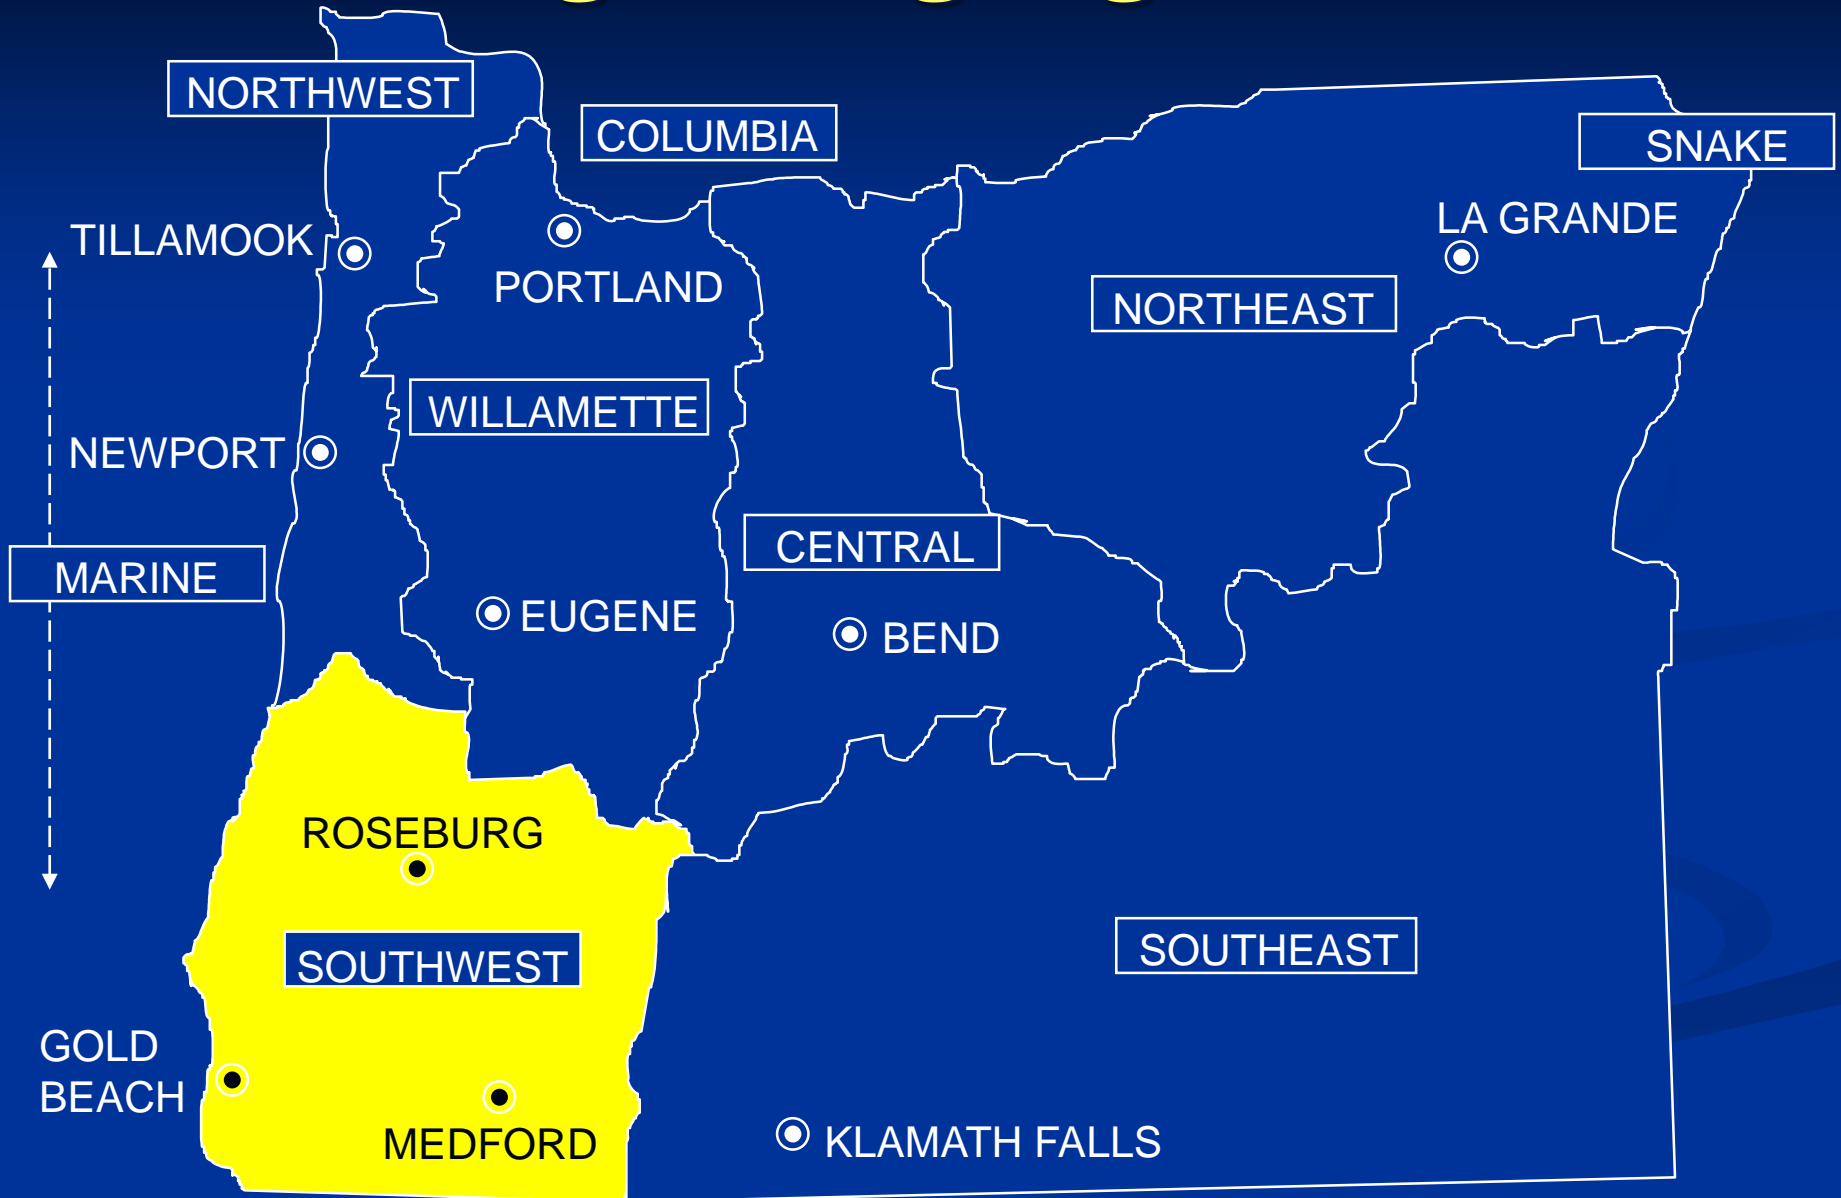 NORTHWEST
COLUMBIA
SNAKE
TILLAMOOK
LA GRANDE
PORTLAND
NORTHEAST
WILLAMETTE
NEWPORT
CENTRAL
MARINE
EUGENE
BEND
ROSEBURG
SOUTHWEST
SOUTHEAST
GOLD
BEACH
MEDFORD
KLAMATH FALLS